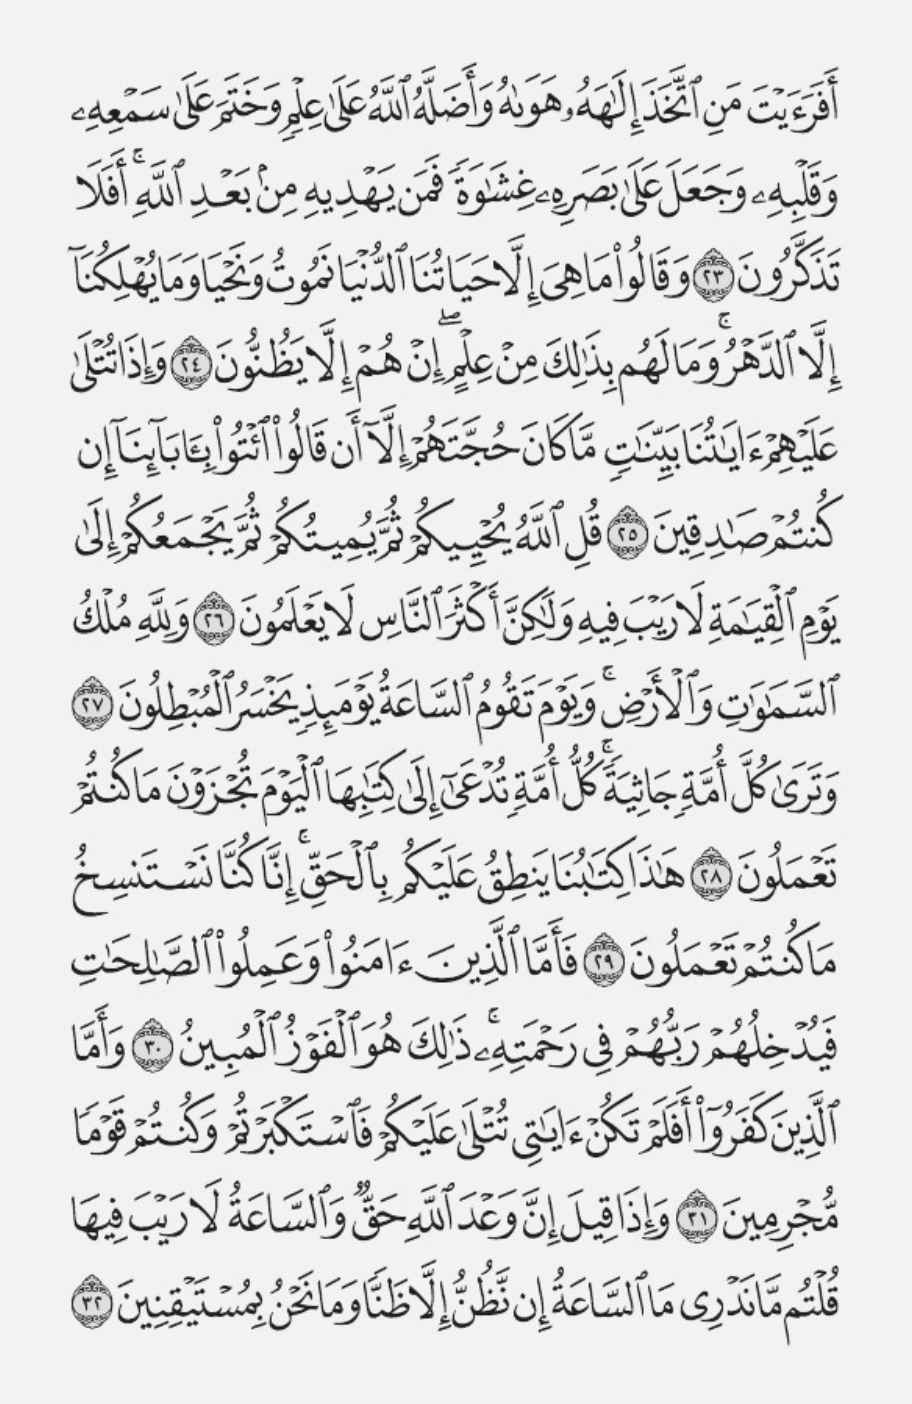 أَفَرَءَيْتَ مَنِ ٱتَّخَذَ إِلَٰهَهُۥ هَوَىٰهُ وَأَضَلَّهُ ٱللَّهُ عَلَىٰ عِلْمٍ وَخَتَمَ عَلَىٰ سَمْعِهِۦ
وَقَلْبِهِۦ وَجَعَلَ عَلَىٰ بَصَرِهِۦ غِشَٰوَةً فَمَن يَهْدِيهِ مِنۢ بَعْدِ ٱللَّهِ ۚ أَفَلَا
تَذَكَّرُونَ ٢٣ وَقَالُوا۟ مَا هِىَ إِلَّا حَيَاتُنَا ٱلدُّنْيَا نَمُوتُ وَنَحْيَا وَمَا يُهْلِكُنَآ
إِلَّا ٱلدَّهْرُ ۚ وَمَا لَهُم بِذَٰلِكَ مِنْ عِلْمٍ ۖ إِنْ هُمْ إِلَّا يَظُنُّونَ ٢٤ وَإِذَا تُتْلَىٰ
عَلَيْهِمْ ءَايَٰتُنَا بَيِّنَٰتٍ مَّا كَانَ حُجَّتَهُمْ إِلَّآ أَن قَالُوا۟ ٱئْتُوا۟ بِـَٔابَآئِنَآ إِن
كُنتُمْ صَٰدِقِينَ ٢٥ قُلِ ٱللَّهُ يُحْيِيكُمْ ثُمَّ يُمِيتُكُمْ ثُمَّ يَجْمَعُكُمْ إِلَىٰ
يَوْمِ ٱلْقِيَٰمَةِ لَا رَيْبَ فِيهِ وَلَٰكِنَّ أَكْثَرَ ٱلنَّاسِ لَا يَعْلَمُونَ ٢٦ وَلِلَّهِ مُلْكُ
ٱلسَّمَٰوَٰتِ وَٱلْأَرْضِ ۚ وَيَوْمَ تَقُومُ ٱلسَّاعَةُ يَوْمَئِذٍ يَخْسَرُ ٱلْمُبْطِلُونَ ٢٧
وَتَرَىٰ كُلَّ أُمَّةٍ جَاثِيَةً ۚ كُلُّ أُمَّةٍ تُدْعَىٰٓ إِلَىٰ كِتَٰبِهَا ٱلْيَوْمَ تُجْزَوْنَ مَا كُنتُمْ
تَعْمَلُونَ ٢٨ هَٰذَا كِتَٰبُنَا يَنطِقُ عَلَيْكُم بِٱلْحَقِّ ۚ إِنَّا كُنَّا نَسْتَنسِخُ
مَا كُنتُمْ تَعْمَلُونَ ٢٩ فَأَمَّا ٱلَّذِينَ ءَامَنُوا۟ وَعَمِلُوا۟ ٱلصَّٰلِحَٰتِ
فَيُدْخِلُهُمْ رَبُّهُمْ فِى رَحْمَتِهِۦ ۚ ذَٰلِكَ هُوَ ٱلْفَوْزُ ٱلْمُبِينُ ٣٠ وَأَمَّا
ٱلَّذِينَ كَفَرُوٓا۟ أَفَلَمْ تَكُنْ ءَايَٰتِى تُتْلَىٰ عَلَيْكُمْ فَٱسْتَكْبَرْتُمْ وَكُنتُمْ قَوْمًا
مُّجْرِمِينَ ٣١ وَإِذَا قِيلَ إِنَّ وَعْدَ ٱللَّهِ حَقٌّ وَٱلسَّاعَةُ لَا رَيْبَ فِيهَا
قُلْتُم مَّا نَدْرِى مَا ٱلسَّاعَةُ إِن نَّظُنُّ إِلَّا ظَنًّا وَمَا نَحْنُ بِمُسْتَيْقِنِينَ ٣٢